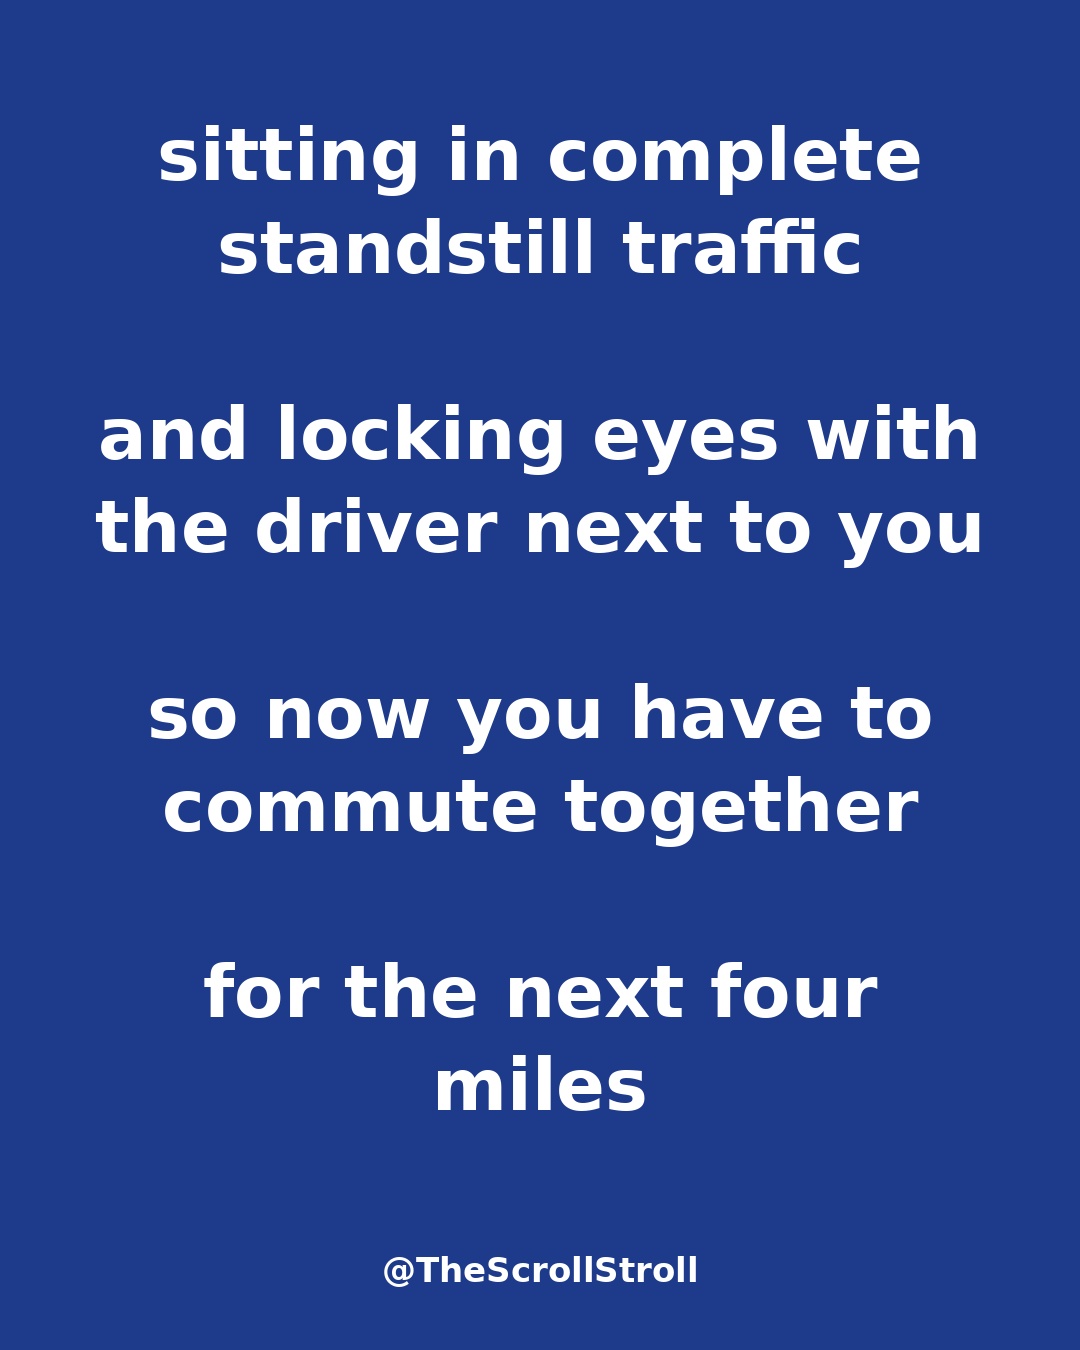 sitting in complete
standstill traffic
and locking eyes with
the driver next to you
so now you have to
commute together
for the next four
miles
@TheScrollStroll